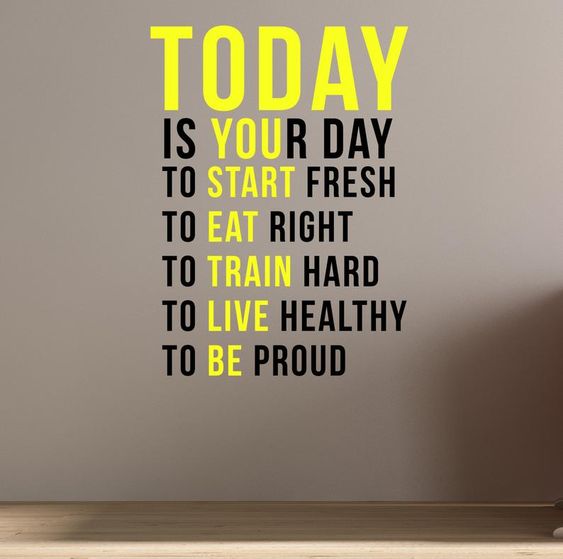 TODAY
IS YOUR DAY
TO START FRESH
TO EAT RIGHT
TO TRAIN HARD
TO LIVE HEALTHY
TO BE PROUD